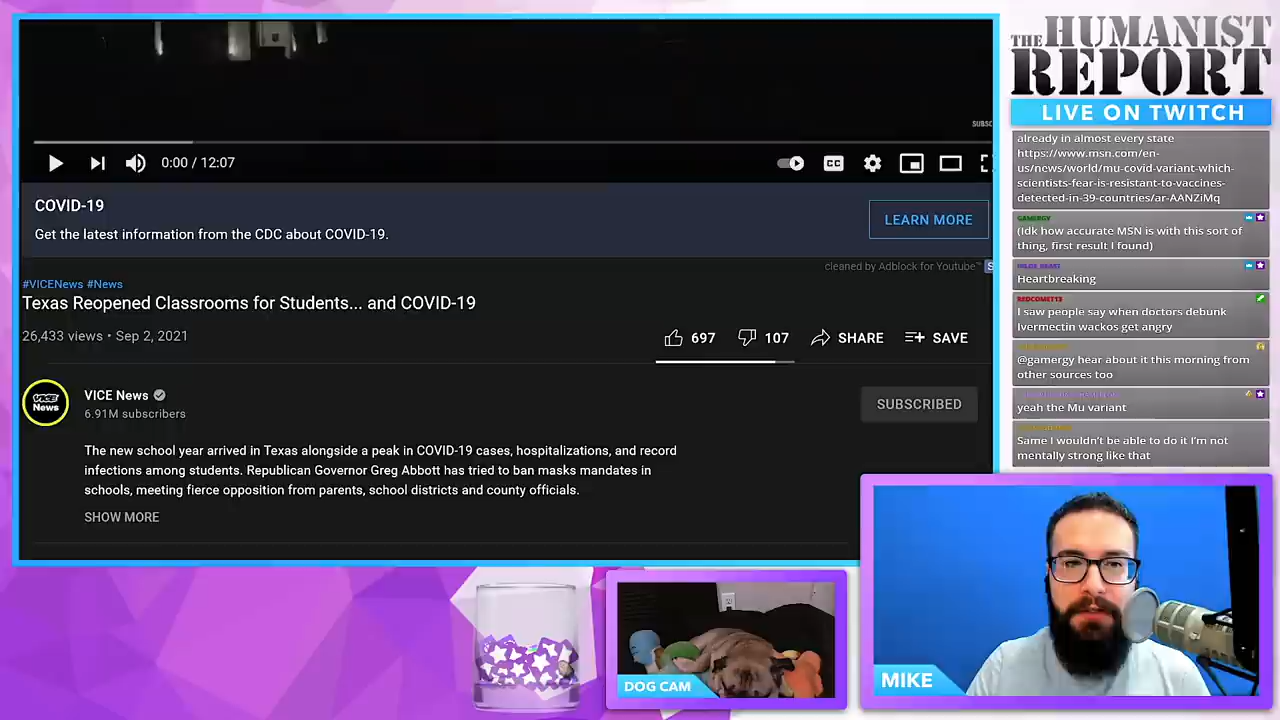 SUBSC
0:00 / 12:07
CC
COVID-19
Get the latest information from the CDC about COVID-19.
LEARN MORE
cleaned by Adblock for Youtube™
#VICENews #News
Texas Reopened Classrooms for Students... and COVID-19
26,433 views • Sep 2, 2021
697
107
SHARE
SAVE
VICE News
VICE News
6.91M subscribers
SUBSCRIBED
The new school year arrived in Texas alongside a peak in COVID-19 cases, hospitalizations, and record
infections among students. Republican Governor Greg Abbott has tried to ban masks mandates in
schools, meeting fierce opposition from parents, school districts and county officials.
SHOW MORE
THE HUMANIST
REPORT
LIVE ON TWITCH
already in almost every state
https://www.msn.com/en-
us/news/world/mu-covid-variant-which-
scientists-fear-is-resistant-to-vaccines-
detected-in-39-countries/ar-AANZiMq
GAMERGY
(Idk how accurate MSN is with this sort of
thing, first result I found)
Heartbreaking
REDCOMET13
I saw people say when doctors debunk
Ivermectin wackos get angry
@gamergy hear about it this morning from
other sources too
yeah the Mu variant
Same I wouldn't be able to do it I'm not
mentally strong like that
DOG CAM
MIKE